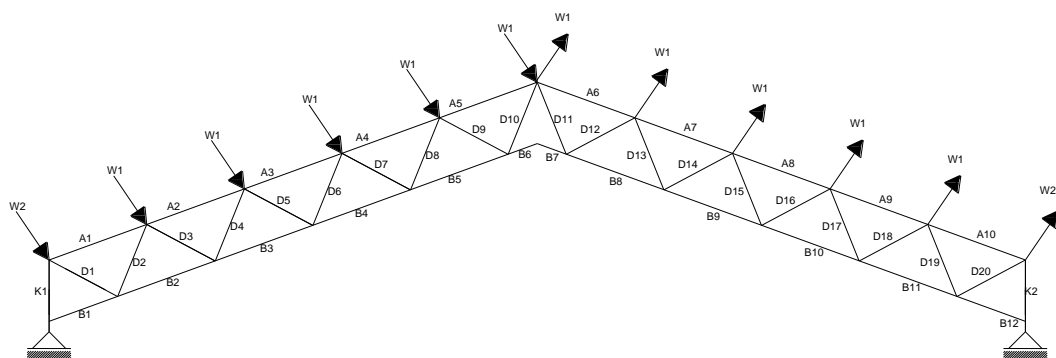 W1
W1
W1
W1
A5
A6
W1
W1
D10
D11
A4
D9
D12
A7
W1
W1
B6
B7
D8
D13
A3
D7
D14
A8
W1
W1
B5
B8
D6
D15
A2
D5
D16
A9
W2
W2
B4
B9
D4
D17
A1
D3
D18
A10
B3
B10
D2
D19
D1
D20
B2
B11
K1
K2
B1
B12